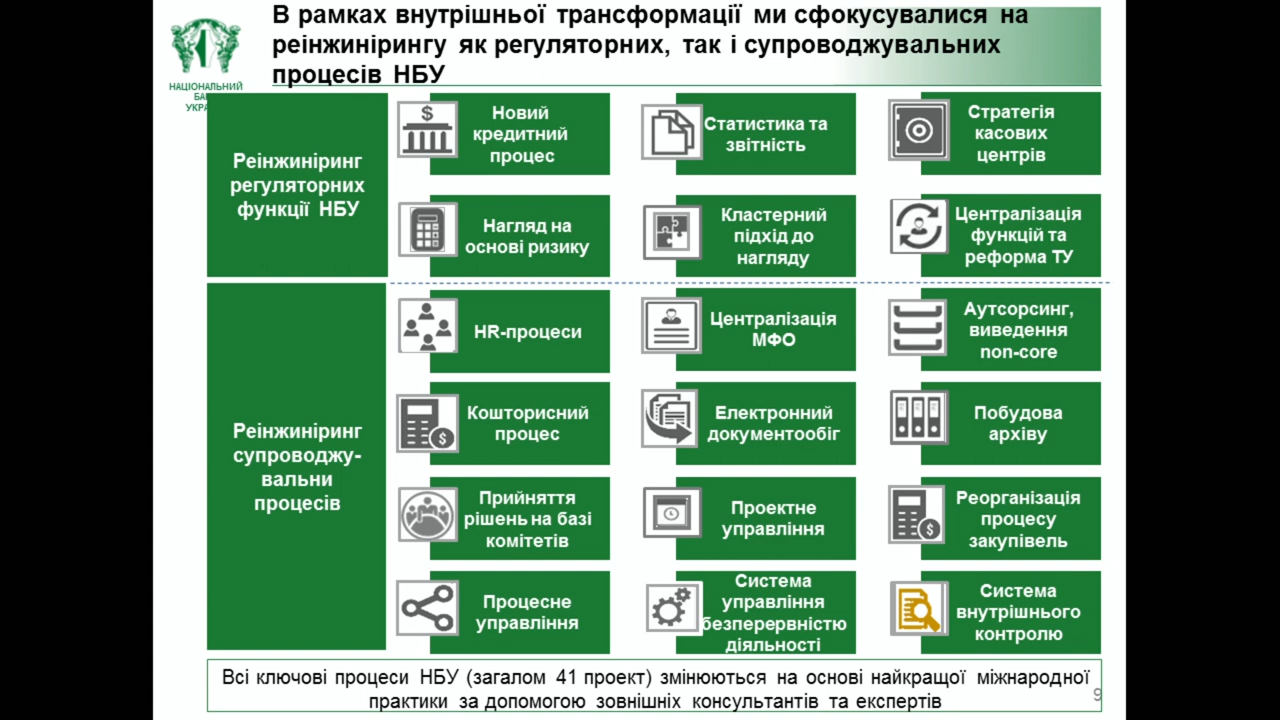 В рамках внутрішньої трансформації ми сфокусувалися на
реінжинірингу як регуляторних, так і супроводжувальних
процесів НБУ
НАЦІОНАЛЬНИЙ
Реінжиніринг
регуляторних
функції НБУ
Новий
кредитний
процес
Статистика та
звітність
Стратегія
касових
центрів
Нагляд на
основі ризику
Кластерний
підхід до
нагляду
Централізація
функцій та
реформа ТУ
Реінжиніринг
супроводжу-
вальни
процесів
HR-процеси
Централізація
МФО
Аутсорсинг,
виведення
non-core
Кошторисний
процес
Електронний
документообіг
Побудова
архіву
Прийняття
рішень на базі
комітетів
Проектне
управління
Реорганізація
процесу
закупівель
Процесне
управління
Система
управління
безперервністю
діяльності
Система
внутрішнього
контролю
Всі ключові процеси НБУ (загалом 41 проект) змінюються на основі найкращої міжнародної
практики за допомогою зовнішніх консультантів та експертів
9